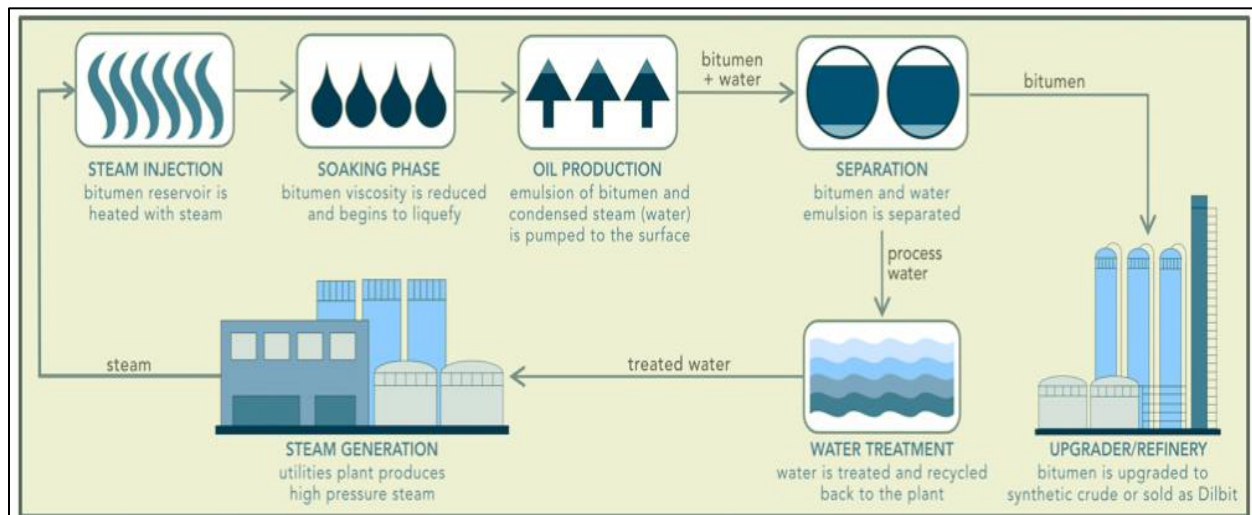 STEAM INJECTION
bitumen reservoir is
heated with steam
SOAKING PHASE
bitumen viscosity is reduced
and begins to liquefy
OIL PRODUCTION
emulsion of bitumen and
condensed steam (water)
is pumped to the surface
bitumen
+ water
SEPARATION
bitumen and water
emulsion is separated
bitumen
process
water
steam
treated water
STEAM GENERATION
utilities plant produces
high pressure steam
WATER TREATMENT
water is treated and recycled
back to the plant
UPGRADER/REFINERY
bitumen is upgraded to
synthetic crude or sold as Dilbit